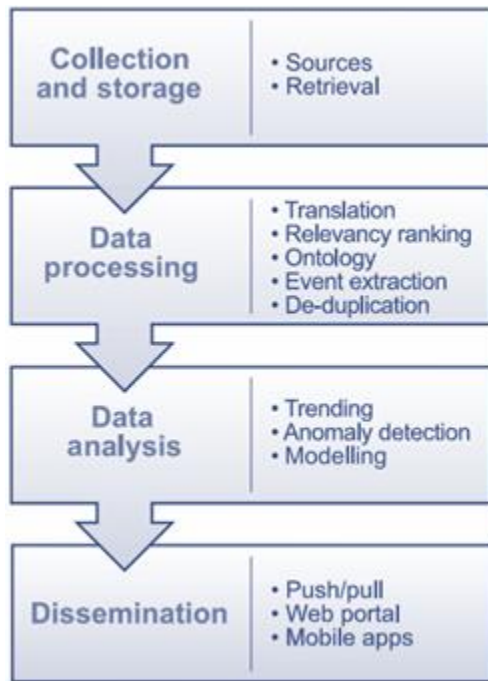 Collection
and storage
• Sources
• Retrieval
Data
processing
• Translation
• Relevancy ranking
• Ontology
• Event extraction
• De-duplication
Data
analysis
• Trending
• Anomaly detection
• Modelling
Dissemination
• Push/pull
• Web portal
• Mobile apps